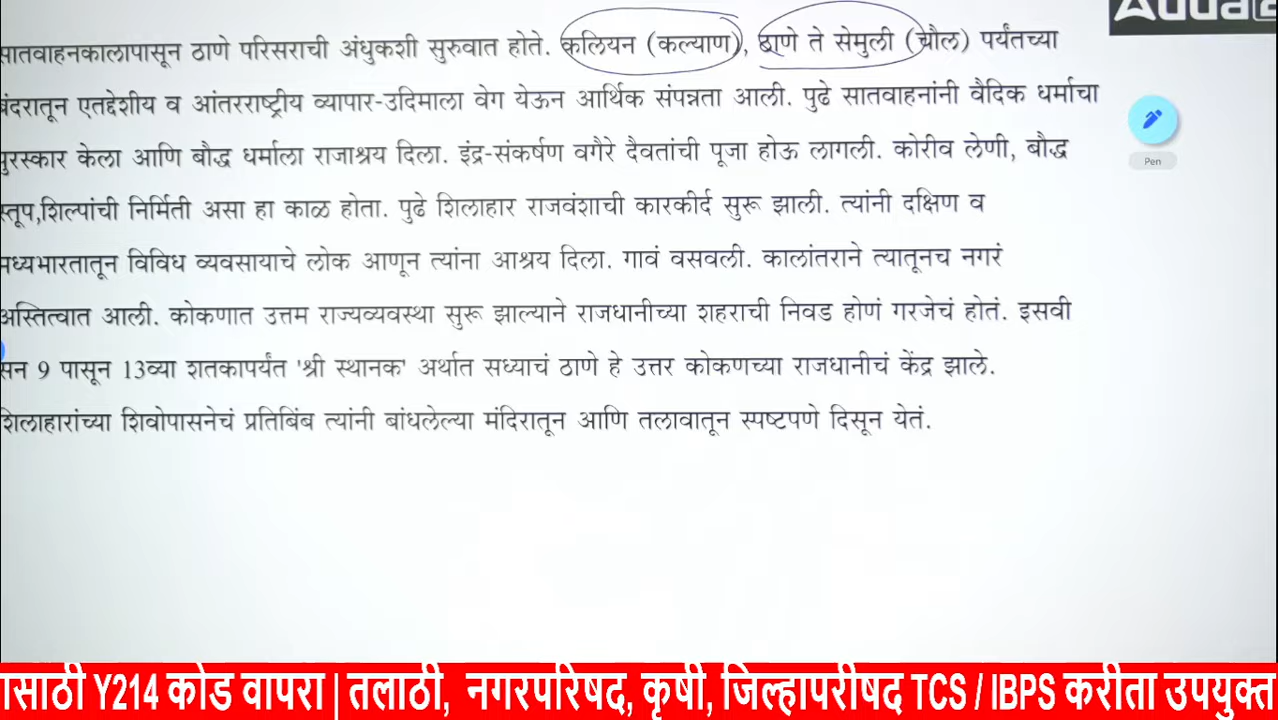 Adda2
सातवाहनकालापासून ठाणे परिसराची अंधुकशी सुरुवात होते. कलियन (कल्याण), ठाणे ते सेमुली (चौल) पर्यंतच्या
बंदरातून एतद्देशीय व आंतरराष्ट्रीय व्यापार-उदिमाला वेग येऊन आर्थिक संपन्नता आली. पुढे सातवाहनांनी वैदिक धर्माचा
पुरस्कार केला आणि बौद्ध धर्माला राजाश्रय दिला. इंद्र-संकर्षण वगैरे दैवतांची पूजा होऊ लागली. कोरीव लेणी, बौद्ध
स्तूप,शिल्पांची निर्मिती असा हा काळ होता. पुढे शिलाहार राजवंशाची कारकीर्द सुरू झाली. त्यांनी दक्षिण व
मध्यभारतातून विविध व्यवसायाचे लोक आणून त्यांना आश्रय दिला. गावं वसवली. कालांतराने त्यातूनच नगरं
अस्तित्वात आली. कोकणात उत्तम राज्यव्यवस्था सुरू झाल्याने राजधानीच्या शहराची निवड होणं गरजेचं होतं. इसवी
सन 9 पासून 13व्या शतकापर्यंत 'श्री स्थानक' अर्थात सध्याचं ठाणे हे उत्तर कोकणच्या राजधानीचं केंद्र झाले.
शिलाहारांच्या शिवोपासनेचं प्रतिबिंब त्यांनी बांधलेल्या मंदिरातून आणि तलावातून स्पष्टपणे दिसून येतं.
Pen
ासाठी Y214 कोड वापरा | तलाठी, नगरपरिषद, कृषी, जिल्हापरीषद TCS / IBPS करीता उपयुक्त